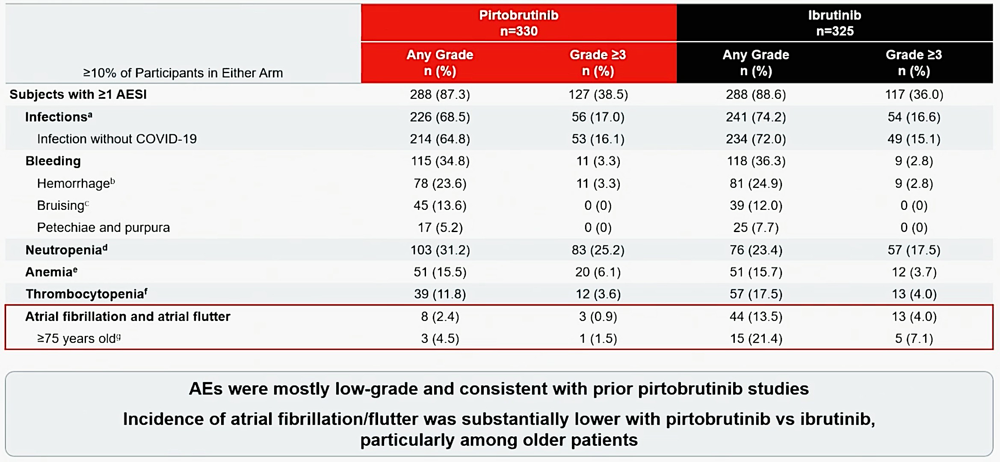 Pirtobrutinib
n=330
Ibrutinib
n=325
≥10% of Participants in Either Arm
Any Grade
n (%)
Grade ≥3
n (%)
Any Grade
n (%)
Grade ≥3
n (%)
Subjects with ≥1 AESI 288 (87.3) 127 (38.5) 288 (88.6) 117 (36.0)
Infectionsᵃ 226 (68.5) 56 (17.0) 241 (74.2) 54 (16.6)
Infection without COVID-19 214 (64.8) 53 (16.1) 234 (72.0) 49 (15.1)
Bleeding 115 (34.8) 11 (3.3) 118 (36.3) 9 (2.8)
Hemorrhageᵇ 78 (23.6) 11 (3.3) 81 (24.9) 9 (2.8)
Bruisingᶜ 45 (13.6) 0 (0) 39 (12.0) 0 (0)
Petechiae and purpura 17 (5.2) 0 (0) 25 (7.7) 0 (0)
Neutropeniaᵈ 103 (31.2) 83 (25.2) 76 (23.4) 57 (17.5)
Anemiaᵉ 51 (15.5) 20 (6.1) 51 (15.7) 12 (3.7)
Thrombocytopeniaᶠ 39 (11.8) 12 (3.6) 57 (17.5) 13 (4.0)
Atrial fibrillation and atrial flutter 8 (2.4) 3 (0.9) 44 (13.5) 13 (4.0)
≥75 years oldᵍ 3 (4.5) 1 (1.5) 15 (21.4) 5 (7.1)
AEs were mostly low-grade and consistent with prior pirtobrutinib studies
Incidence of atrial fibrillation/flutter was substantially lower with pirtobrutinib vs ibrutinib,
particularly among older patients